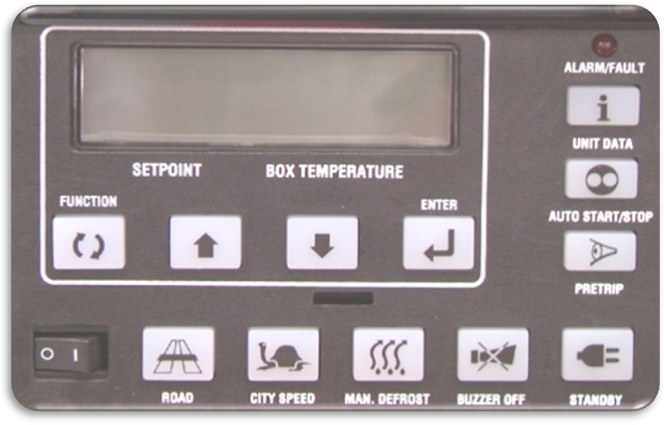 ALARM/FAULT
SETPOINT BOX TEMPERATURE
UNIT DATA
FUNCTION ENTER
AUTO START/STOP
PRETRIP
O I
ROAD CITY SPEED MAN. DEFROST BUZZER OFF STANDBY